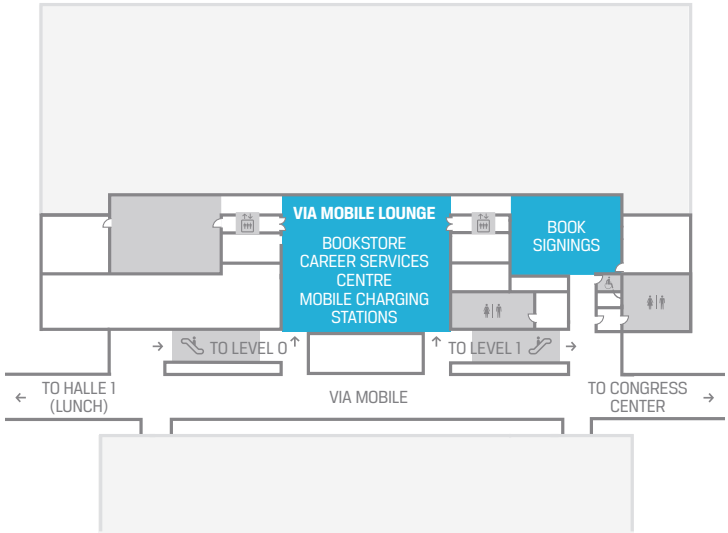 VIA MOBILE LOUNGE
BOOKSTORE
CAREER SERVICES
CENTRE
MOBILE CHARGING
STATIONS
BOOK
SIGNINGS
TO LEVEL 0
TO LEVEL 1
TO HALLE 1
(LUNCH)
VIA MOBILE
TO CONGRESS
CENTER